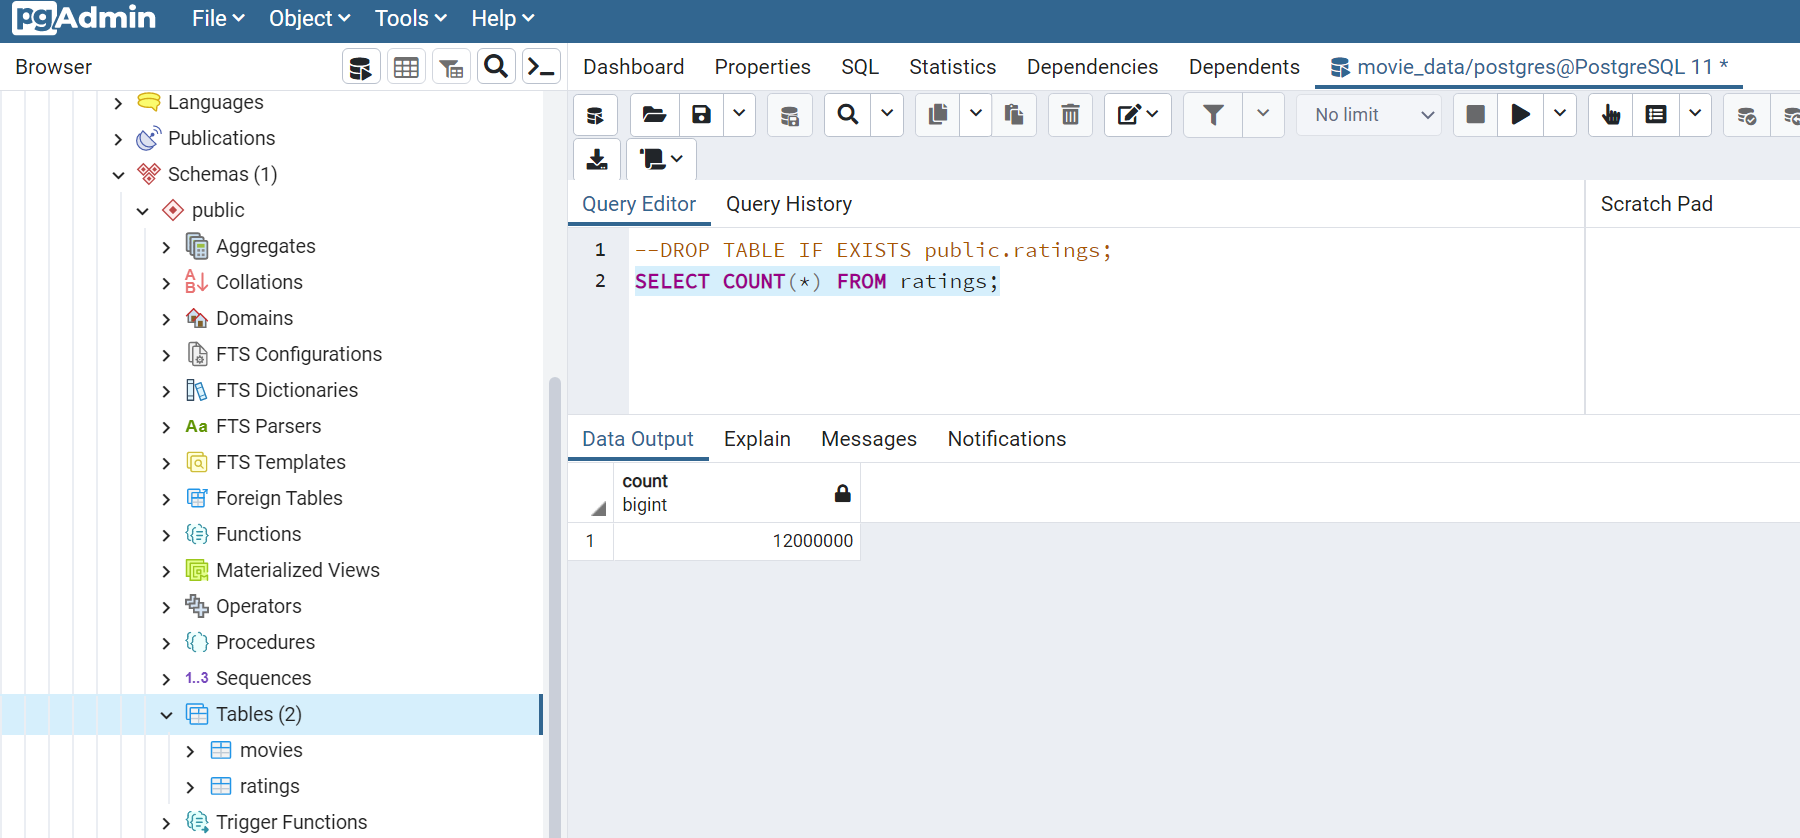 pgAdmin File Object Tools Help
Browser
Dashboard Properties SQL Statistics Dependencies Dependents movie_data/postgres@PostgreSQL 11 *
No limit
Languages
Publications
Schemas (1)
public
Aggregates
Collations
Domains
FTS Configurations
FTS Dictionaries
Aa FTS Parsers
FTS Templates
Foreign Tables
Functions
Materialized Views
Operators
Procedures
1..3 Sequences
Tables (2)
movies
ratings
Trigger Functions
Query Editor Query History
Scratch Pad
1 --DROP TABLE IF EXISTS public.ratings;
2 SELECT COUNT(*) FROM ratings;
Data Output Explain Messages Notifications
count
bigint
1 12000000